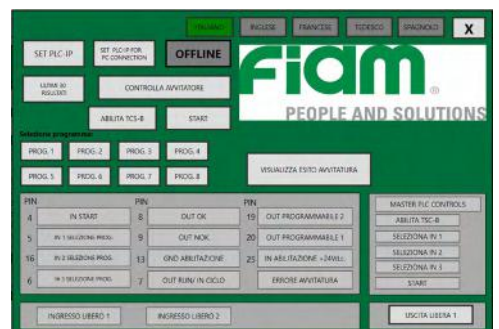 ITALIANO INGLESE FRANCESE TEDESCO SPAGNOLO X
SET PLC-IP
SET PLC-IP FOR
PC CONNECTION
OFFLINE
Fiam
®
PEOPLE AND SOLUTIONS
ULTIMI 30
RISULTATI
CONTROLLA AVVITATORE
ABILITA TCS-B START
Selezione programma:
PROG. 1 PROG. 2 PROG. 3 PROG. 4
PROG. 5 PROG. 6 PROG. 7 PROG. 8
VISUALIZZA ESITO AVVITATURA
PIN PIN PIN
4 IN START 8 OUT OK 19 OUT PROGRAMMABILE 2
5 IN 1 SELEZIONE PROG. 9 OUT NOK 20 OUT PROGRAMMABILE 1
16 IN 2 SELEZIONE PROG. 13 GND ABILITAZIONE 25 IN ABILITAZIONE +24V
6 IN 3 SELEZIONE PROG. 7 OUT RUN/ IN CICLO ERRORE AVVITATURA
MASTER PLC CONTROLS
ABILITA TSC-B
SELEZIONA IN 1
SELEZIONA IN 2
SELEZIONA IN 3
START
INGRESSO LIBERO 1 INGRESSO LIBERO 2 USCITA LIBERA 1